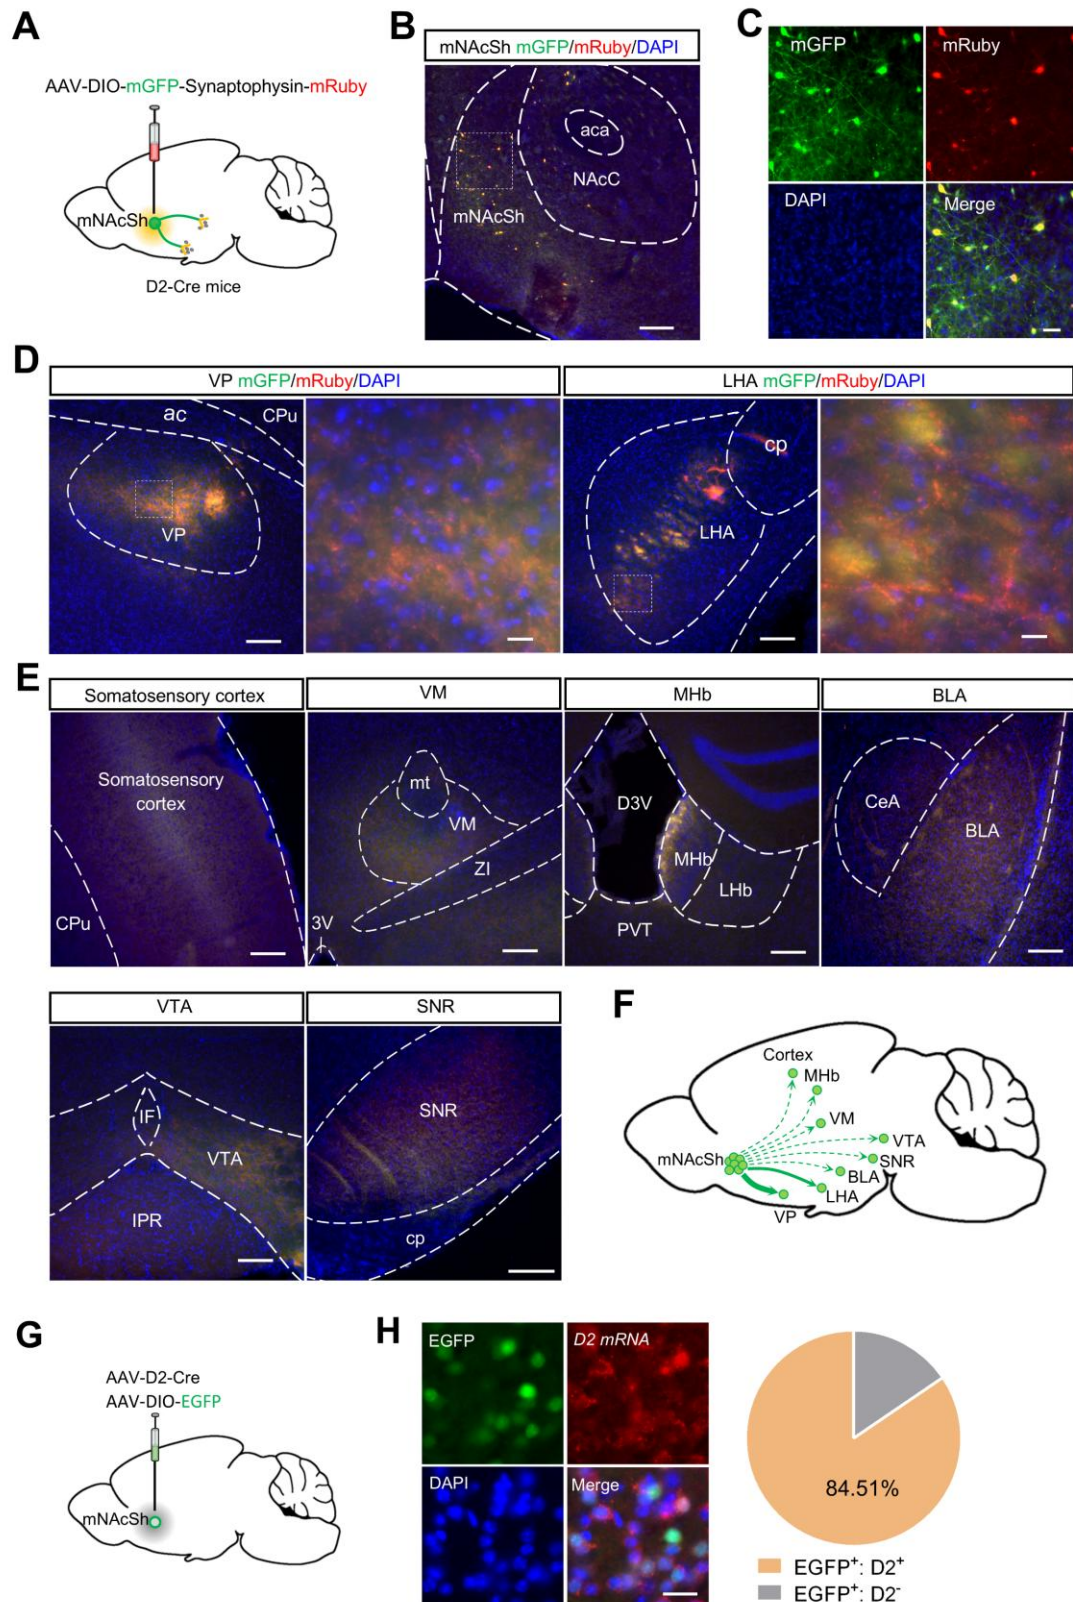 A
AAV-DIO-mGFP-Synaptophysin-mRuby
mNAcSh
D2-Cre mice
B
mNAcSh mGFP/mRuby/DAPI
aca
NAcC
mNAcSh
C
mGFP
mRuby
DAPI
Merge
D
VP mGFP/mRuby/DAPI
ac
CPu
VP
LHA mGFP/mRuby/DAPI
cp
LHA
E
Somatosensory cortex
Somatosensory
cortex
CPu
VM
mt
VM
ZI
3V
MHb
D3V
MHb
LHb
PVT
BLA
CeA
BLA
VTA
IF
VTA
IPR
SNR
SNR
cp
F
Cortex
MHb
VM
VTA
mNAcSh
SNR
BLA
LHA
VP
G
AAV-D2-Cre
AAV-DIO-EGFP
mNAcSh
H
EGFP
D2 mRNA
DAPI
Merge
84.51%
EGFP⁺: D2⁺
EGFP⁺: D2⁻